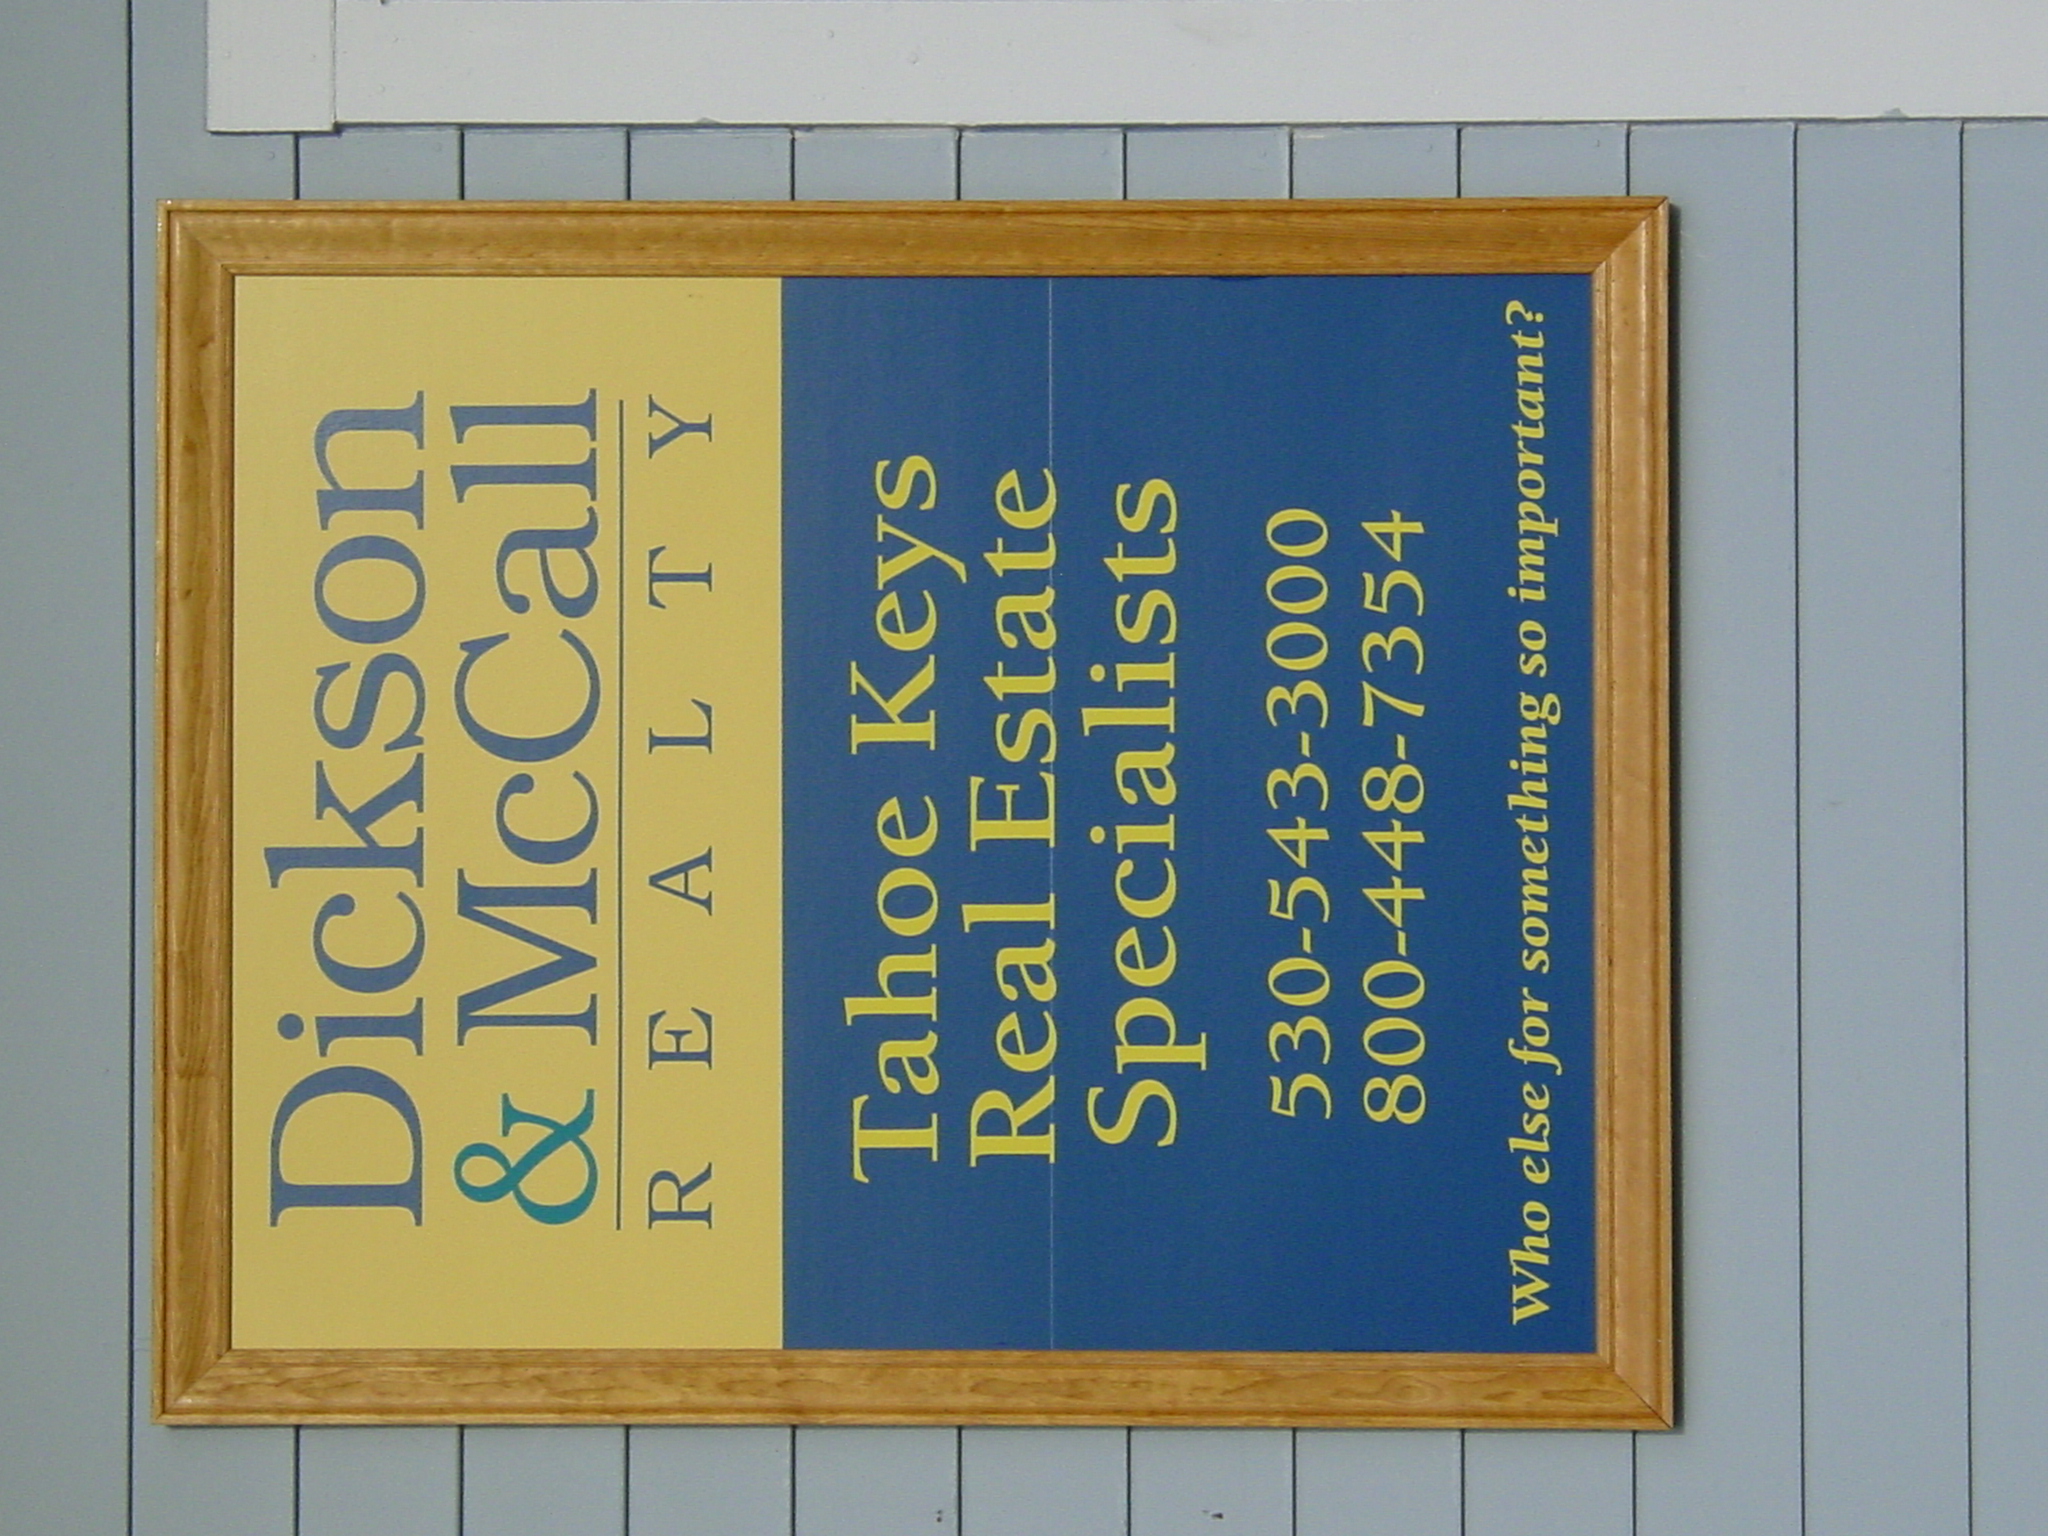 Dickson
& McCall
REALTY
Tahoe Keys
Real Estate
Specialists
530-543-3000
800-448-7354
Who else for something so important?